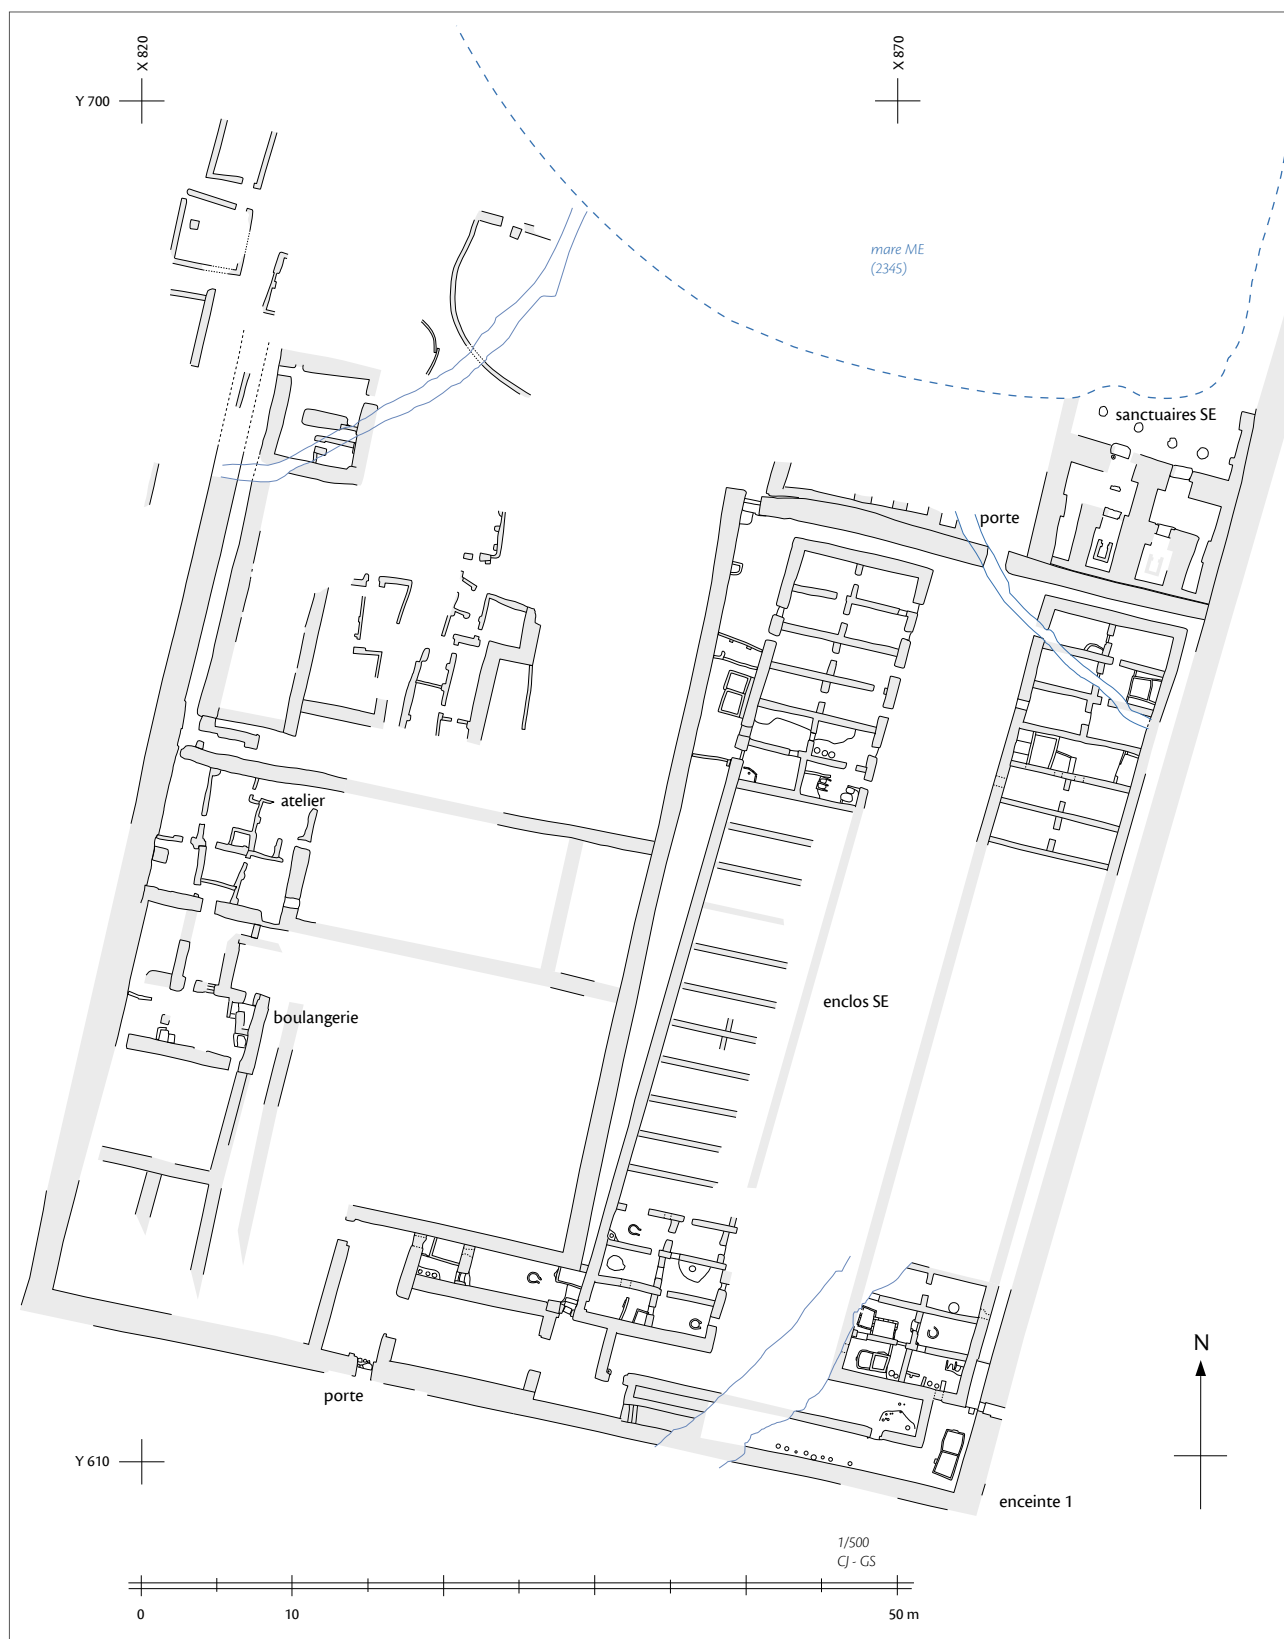 X 820
X 870
Y 700
mare ME
(2345)
sanctuaires SE
porte
atelier
enclos SE
boulangerie
N
porte
Y 610
enceinte 1
1/500
CJ - GS
0
10
50 m